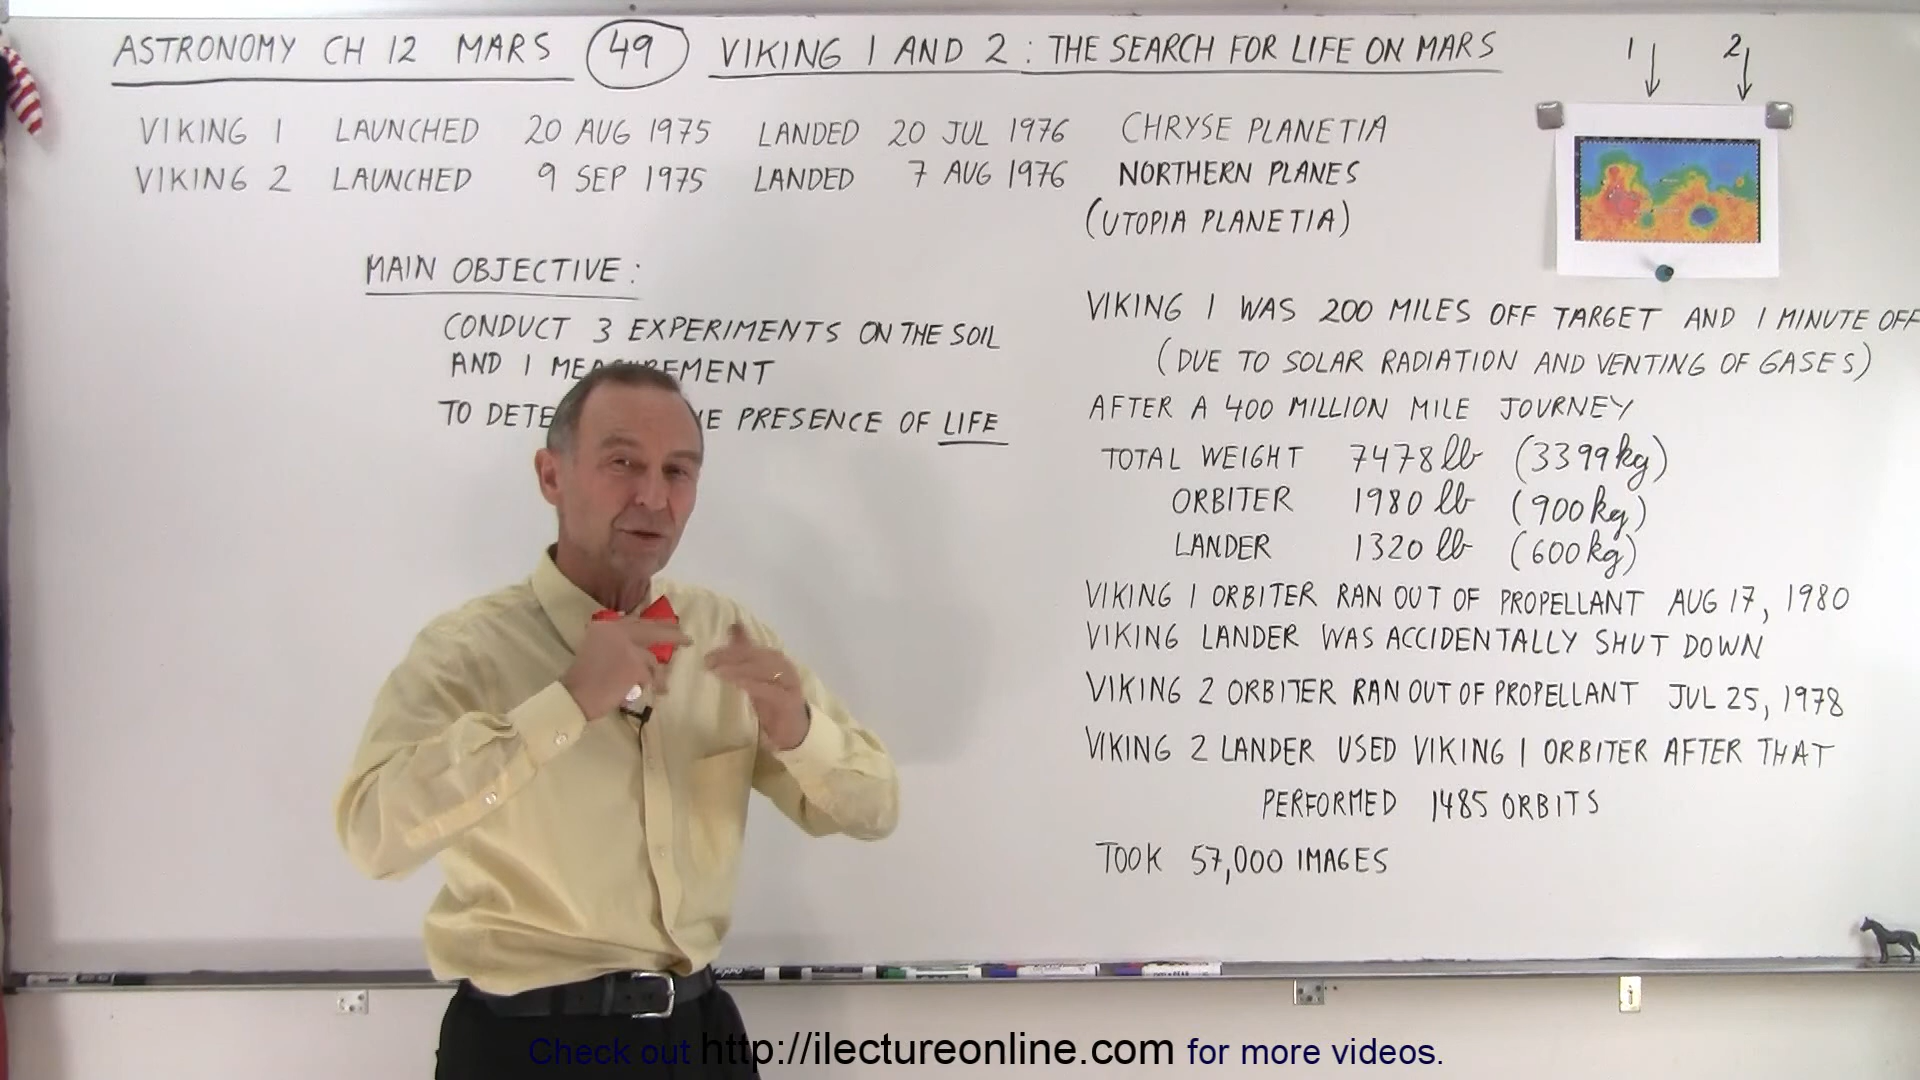 ASTRONOMY CH 12 MARS 49 VIKING 1 AND 2 : THE SEARCH FOR LIFE ON MARS
1 2
VIKING 1 LAUNCHED 20 AUG 1975 LANDED 20 JUL 1976 CHRYSE PLANETIA
VIKING 2 LAUNCHED 9 SEP 1975 LANDED 7 AUG 1976 NORTHERN PLANES
(UTOPIA PLANETIA)
MAIN OBJECTIVE:
CONDUCT 3 EXPERIMENTS ON THE SOIL
AND 1 MEASUREMENT
TO DETE E PRESENCE OF LIFE
VIKING 1 WAS 200 MILES OFF TARGET AND 1 MINUTE OFF
(DUE TO SOLAR RADIATION AND VENTING OF GASES)
AFTER A 400 MILLION MILE JOURNEY
TOTAL WEIGHT 7478 lb (3399 kg)
ORBITER 1980 lb (900 kg)
LANDER 1320 lb (600 kg)
VIKING 1 ORBITER RAN OUT OF PROPELLANT AUG 17, 1980
VIKING LANDER WAS ACCIDENTALLY SHUT DOWN
VIKING 2 ORBITER RAN OUT OF PROPELLANT JUL 25, 1978
VIKING 2 LANDER USED VIKING 1 ORBITER AFTER THAT
PERFORMED 1485 ORBITS
TOOK 57,000 IMAGES
Check out http://ilectureonline.com for more videos.